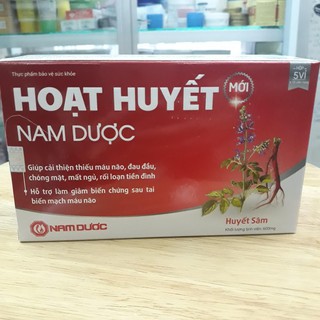 Thực phẩm bảo vệ sức khỏe
HOẠT HUYẾT
MỚI
5VỈ
NAM DƯỢC
Giúp cải thiện thiếu máu não, đau đầu,
chóng mặt, mất ngủ, rối loạn tiền đình
Hỗ trợ làm giảm biến chứng sau tai
biến mạch máu não
Huyết Sâm
NAM DƯỢC